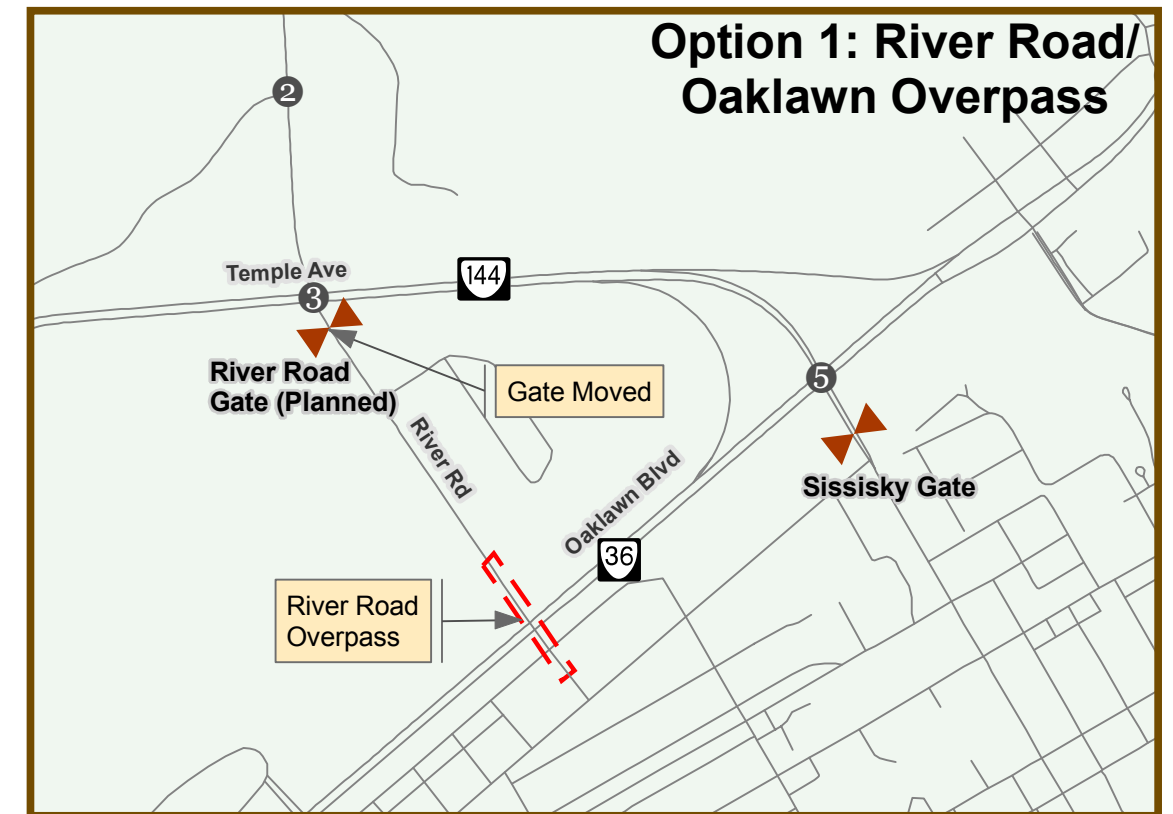 Option 1: River Road/
Oaklawn Overpass
2
Temple Ave
144
3
River Road
Gate (Planned)
Gate Moved
River Rd
5
Oaklawn Blvd
Sissisky Gate
36
River Road
Overpass